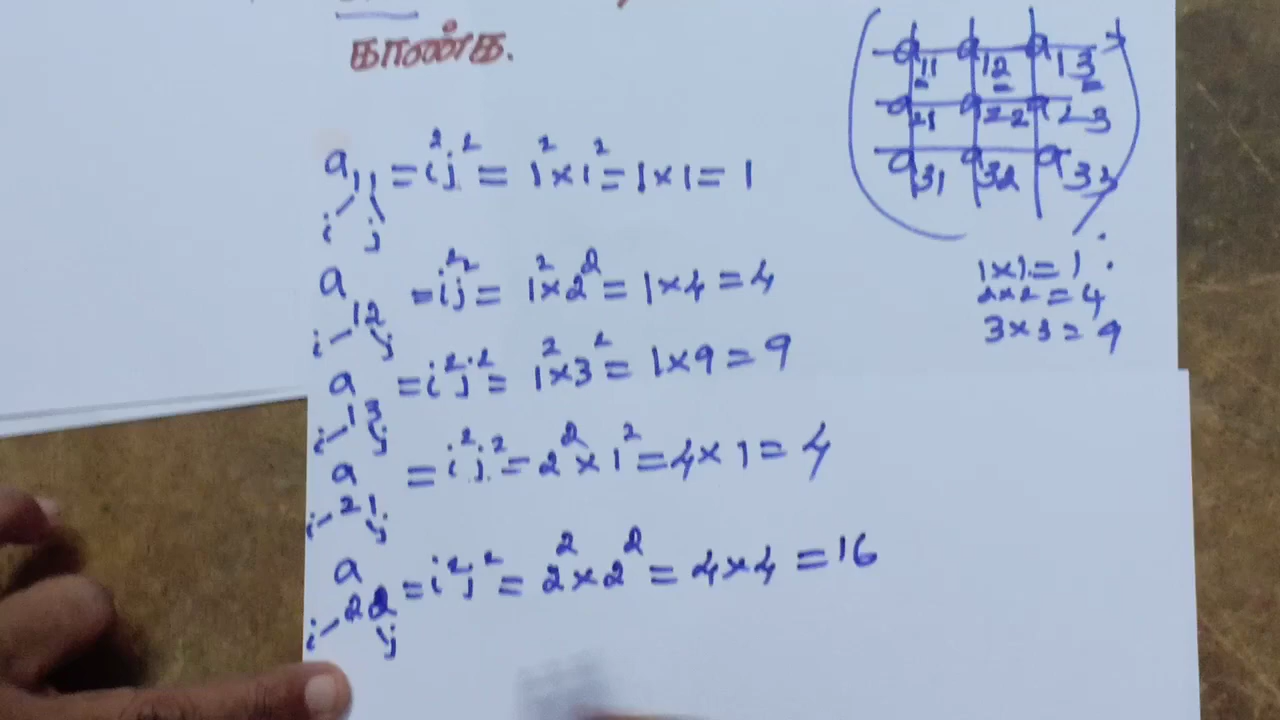 காண்க.
a11 = i²j² = 1² × 1² = 1 × 1 = 1
i j
a12 = i²j² = 1² × 2² = 1 × 4 = 4
i j
a13 = i²j² = 1² × 3² = 1 × 9 = 9
i j
a21 = i²j² = 2² × 1² = 4 × 1 = 4
i j
a22 = i²j² = 2² × 2² = 4 × 4 = 16
i j
a11 a12 a13
a21 a22 a23
a31 a32 a33
1 × 1 = 1
2 × 2 = 4
3 × 3 = 9